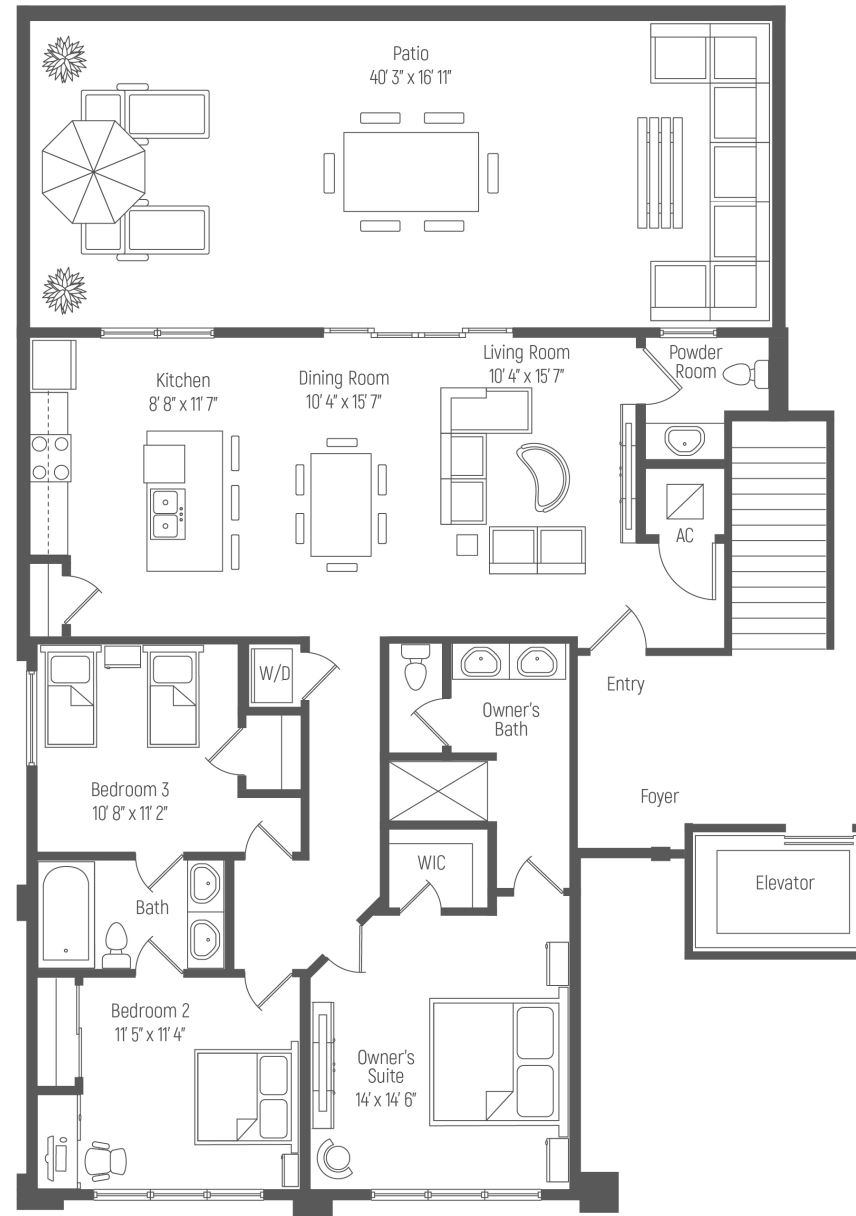 Patio
40' 3" x 16' 11"
Kitchen
8' 8" x 11' 7"
Dining Room
10' 4" x 15' 7"
Living Room
10' 4" x 15' 7"
Powder
Room
AC
W/D
Owner's
Bath
Entry
Foyer
Bedroom 3
10' 8" x 11' 2"
WIC
Elevator
Bath
Bedroom 2
11' 5" x 11' 4"
Owner's
Suite
14' x 14' 6"